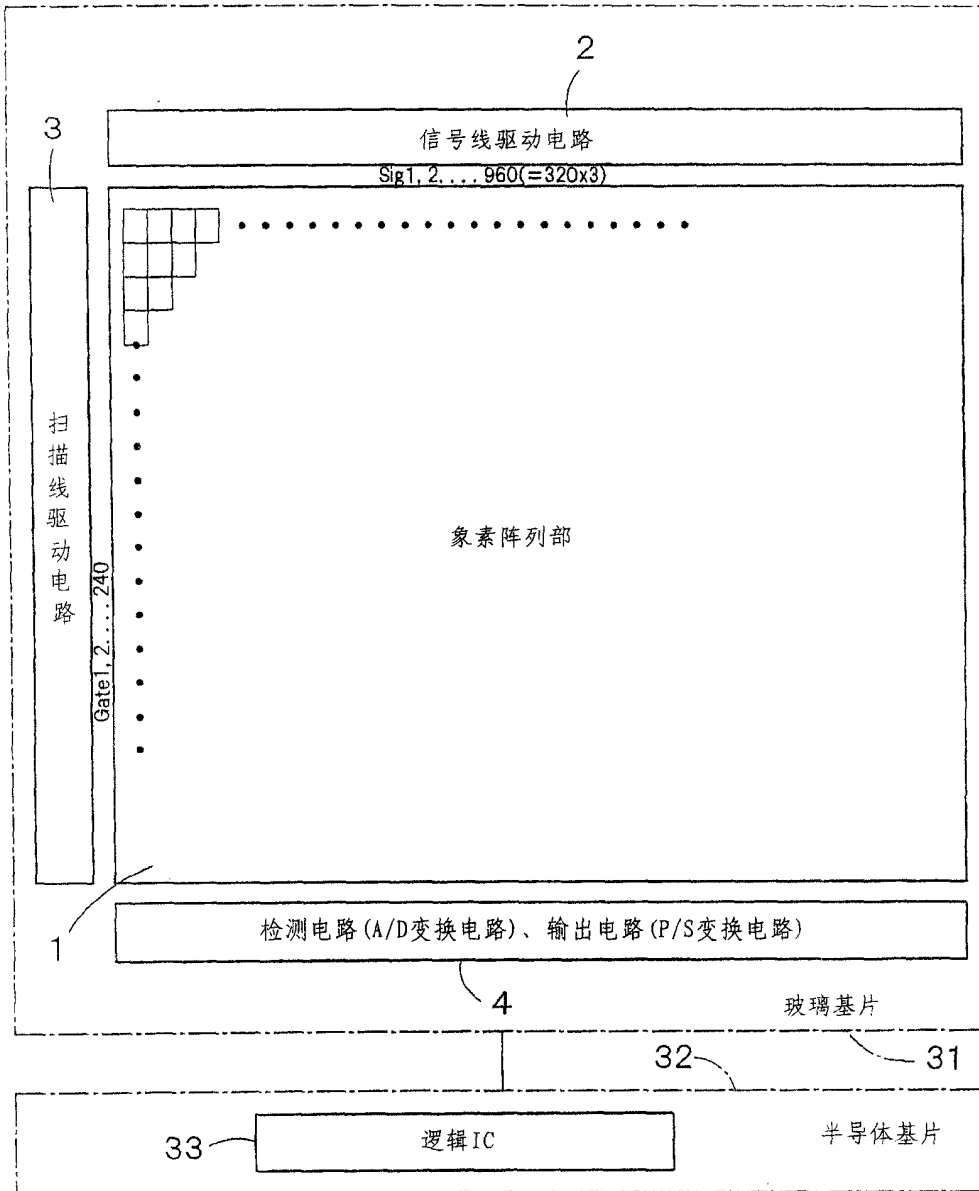 2
3
信号线驱动电路
Sig1,2....960(=320x3)
扫描线驱动电路
Gate1,2....240
象素阵列部
1
检测电路(A/D变换电路)、输出电路(P/S变换电路)
4
玻璃基片
31
32
33
逻辑IC
半导体基片